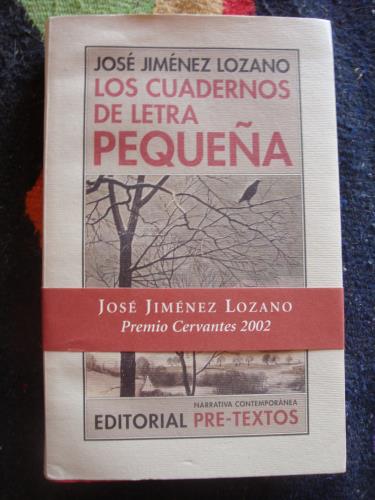 JOSÉ JIMÉNEZ LOZANO
LOS CUADERNOS
DE LETRA
PEQUEÑA
JOSÉ JIMÉNEZ LOZANO
Premio Cervantes 2002
NARRATIVA CONTEMPORÁNEA
EDITORIAL PRE-TEXTOS